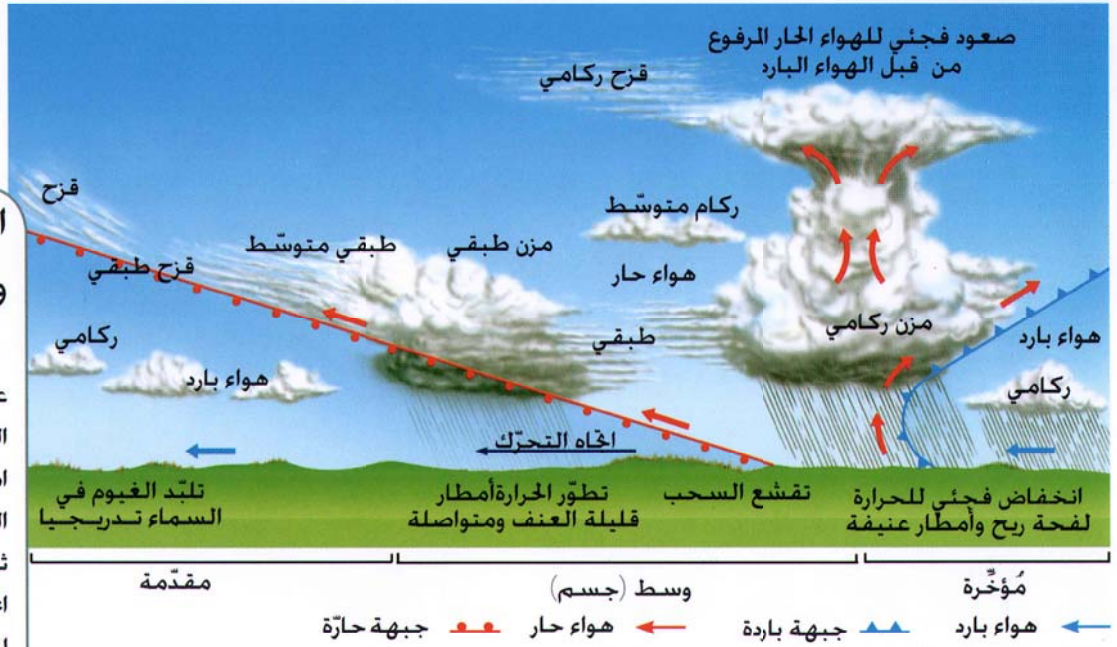 صعود فجئي للهواء الحار المرفوع
من قبل الهواء البارد
قزح ركامي
قزح
ركام متوسّط
مزن طبقي
طبقي متوسّط
قزح طبقي
هواء حار
هواء بارد
مزن ركامي
طبقي
ركامي
ركامي
هواء بارد
اتجاه التحرّك
انخفاض فجئي للحرارة
لفحة ريح وأمطار عنيفة
تقشع السحب
تطوّر الحرارة أمطار
قليلة العنف ومتواصلة
تلبّد الغيوم في
السماء تدريجيا
مُؤخِّرة
وسط (جسم)
مقدّمة
هواء بارد
جبهة باردة
هواء حار
جبهة حارّة